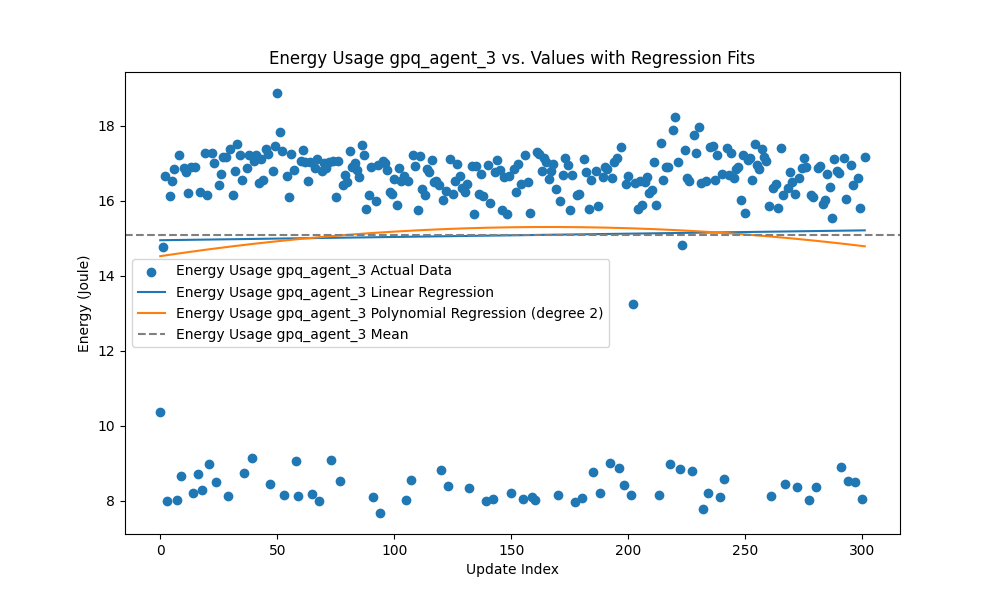 Energy Usage gpq_agent_3 vs. Values with Regression Fits
Energy (Joule)
18
16
14
12
10
8
Energy Usage gpq_agent_3 Actual Data
Energy Usage gpq_agent_3 Linear Regression
Energy Usage gpq_agent_3 Polynomial Regression (degree 2)
Energy Usage gpq_agent_3 Mean
0
50
100
150
200
250
300
Update Index